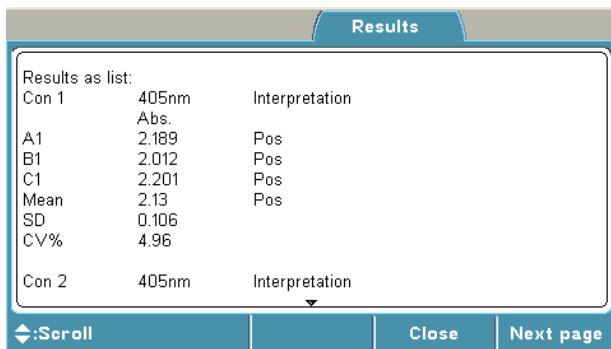 Results
Results as list:
Con 1 405nm Interpretation
Abs.
A1 2.189 Pos
B1 2.012 Pos
C1 2.201 Pos
Mean 2.13 Pos
SD 0.106
CV% 4.96
Con 2 405nm Interpretation
:Scroll Close Next page